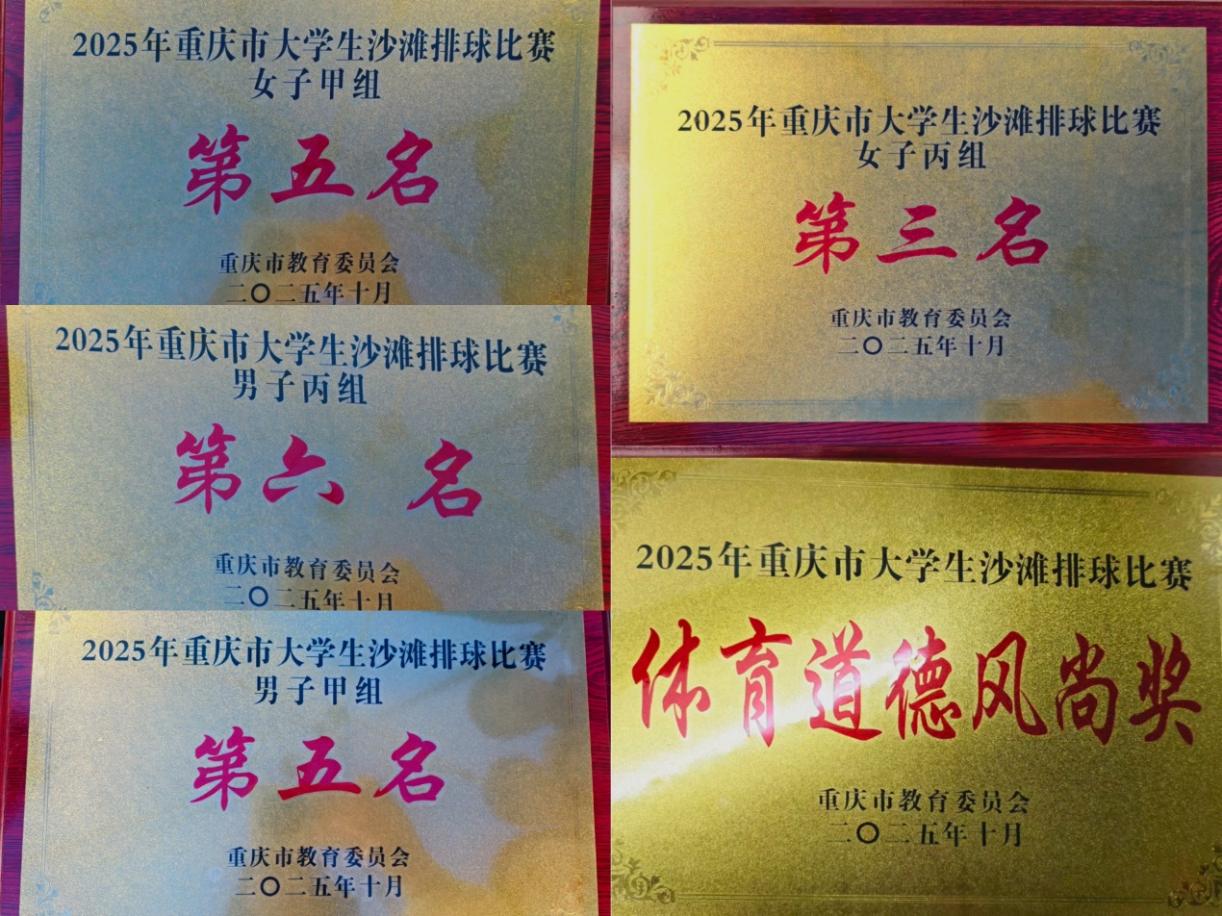 2025年重庆市大学生沙滩排球比赛
女子甲组
第五名
重庆市教育委员会
二〇二五年十月
2025年重庆市大学生沙滩排球比赛
男子丙组
第六名
重庆市教育委员会
二〇二五年十月
2025年重庆市大学生沙滩排球比赛
男子甲组
第五名
重庆市教育委员会
二〇二五年十月
2025年重庆市大学生沙滩排球比赛
女子丙组
第三名
重庆市教育委员会
二〇二五年十月
2025年重庆市大学生沙滩排球比赛
体育道德风尚奖
重庆市教育委员会
二〇二五年十月